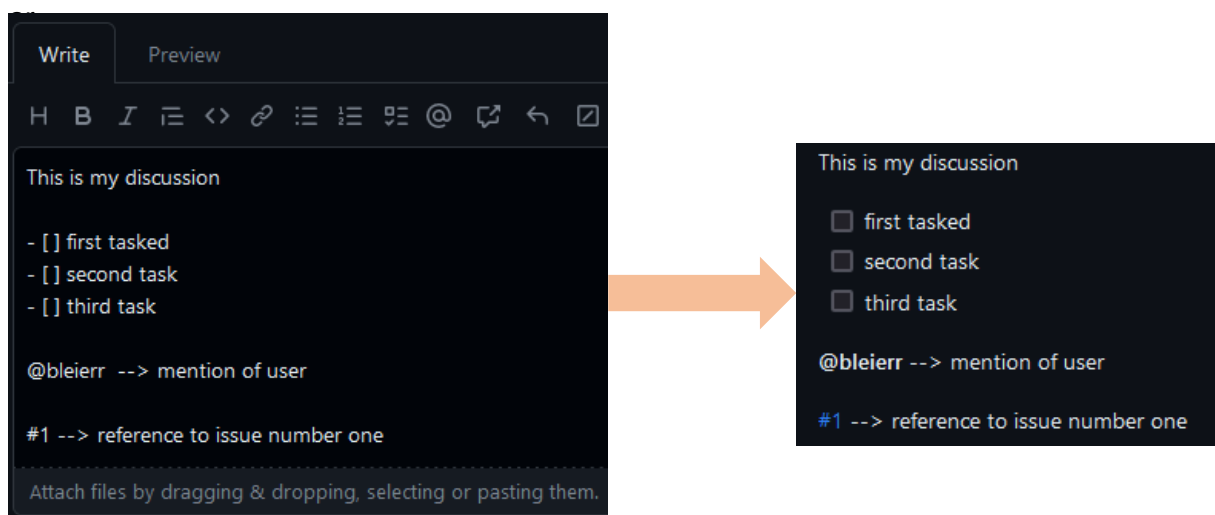 Write Preview
H B I
This is my discussion
- [ ] first tasked
- [ ] second task
- [ ] third task
@bleierr --> mention of user
#1 --> reference to issue number one
Attach files by dragging & dropping, selecting or pasting them.
This is my discussion
first tasked
second task
third task
@bleierr --> mention of user
#1 --> reference to issue number one